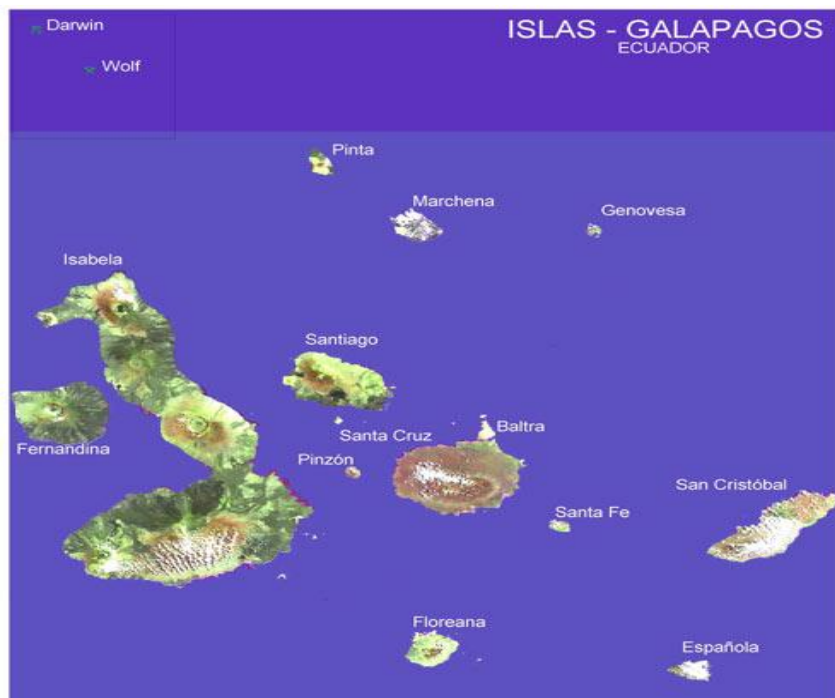 Darwin
ISLAS - GALAPAGOS
ECUADOR
Wolf
Pinta
Marchena
Genovesa
Isabela
Santiago
Santa Cruz
Baltra
Fernandina
Pinzón
San Cristóbal
Santa Fe
Floreana
Española